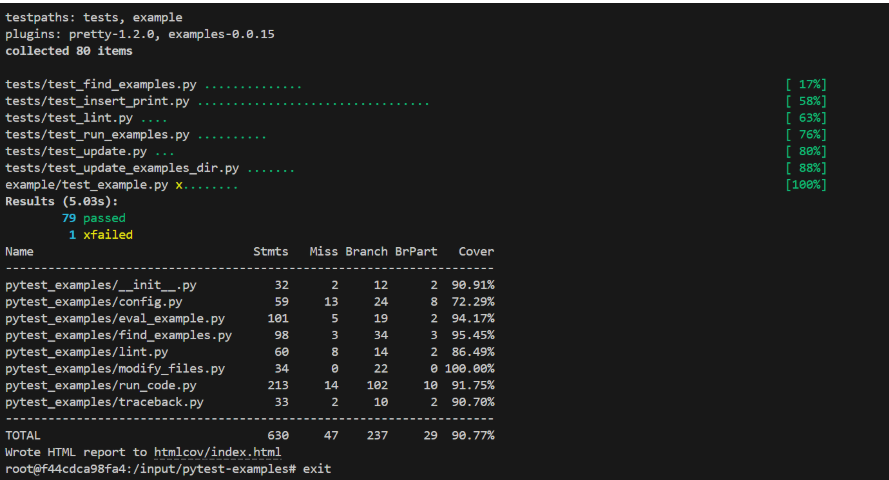 testpaths: tests, example
plugins: pretty-1.2.0, examples-0.0.15
collected 80 items
tests/test_find_examples.py .............. [ 17%]
tests/test_insert_print.py ................................. [ 58%]
tests/test_lint.py .... [ 63%]
tests/test_run_examples.py .......... [ 76%]
tests/test_update.py ... [ 80%]
tests/test_update_examples_dir.py ....... [ 88%]
example/test_example.py x........ [100%]
Results (5.03s):
79 passed
1 xfailed
Name Stmts Miss Branch BrPart Cover
---------------------------------------------------------------------
pytest_examples/__init__.py 32 2 12 2 90.91%
pytest_examples/config.py 59 13 24 8 72.29%
pytest_examples/eval_example.py 101 5 19 2 94.17%
pytest_examples/find_examples.py 98 3 34 3 95.45%
pytest_examples/lint.py 60 8 14 2 86.49%
pytest_examples/modify_files.py 34 0 22 0 100.00%
pytest_examples/run_code.py 213 14 102 10 91.75%
pytest_examples/traceback.py 33 2 10 2 90.70%
---------------------------------------------------------------------
TOTAL 630 47 237 29 90.77%
Wrote HTML report to htmlcov/index.html
root@f44cdca98fa4:/input/pytest-examples# exit